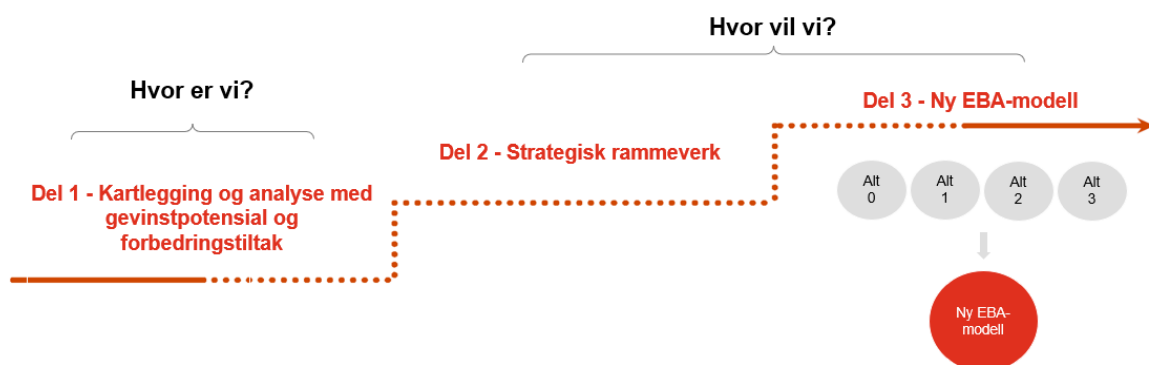 Hvor er vi?
Del 1 - Kartlegging og analyse med
gevinstpotensial og
forbedringstiltak
Hvor vil vi?
Del 2 - Strategisk rammeverk
Del 3 - Ny EBA-modell
Alt
0
Alt
1
Alt
2
Alt
3
Ny EBA-
modell